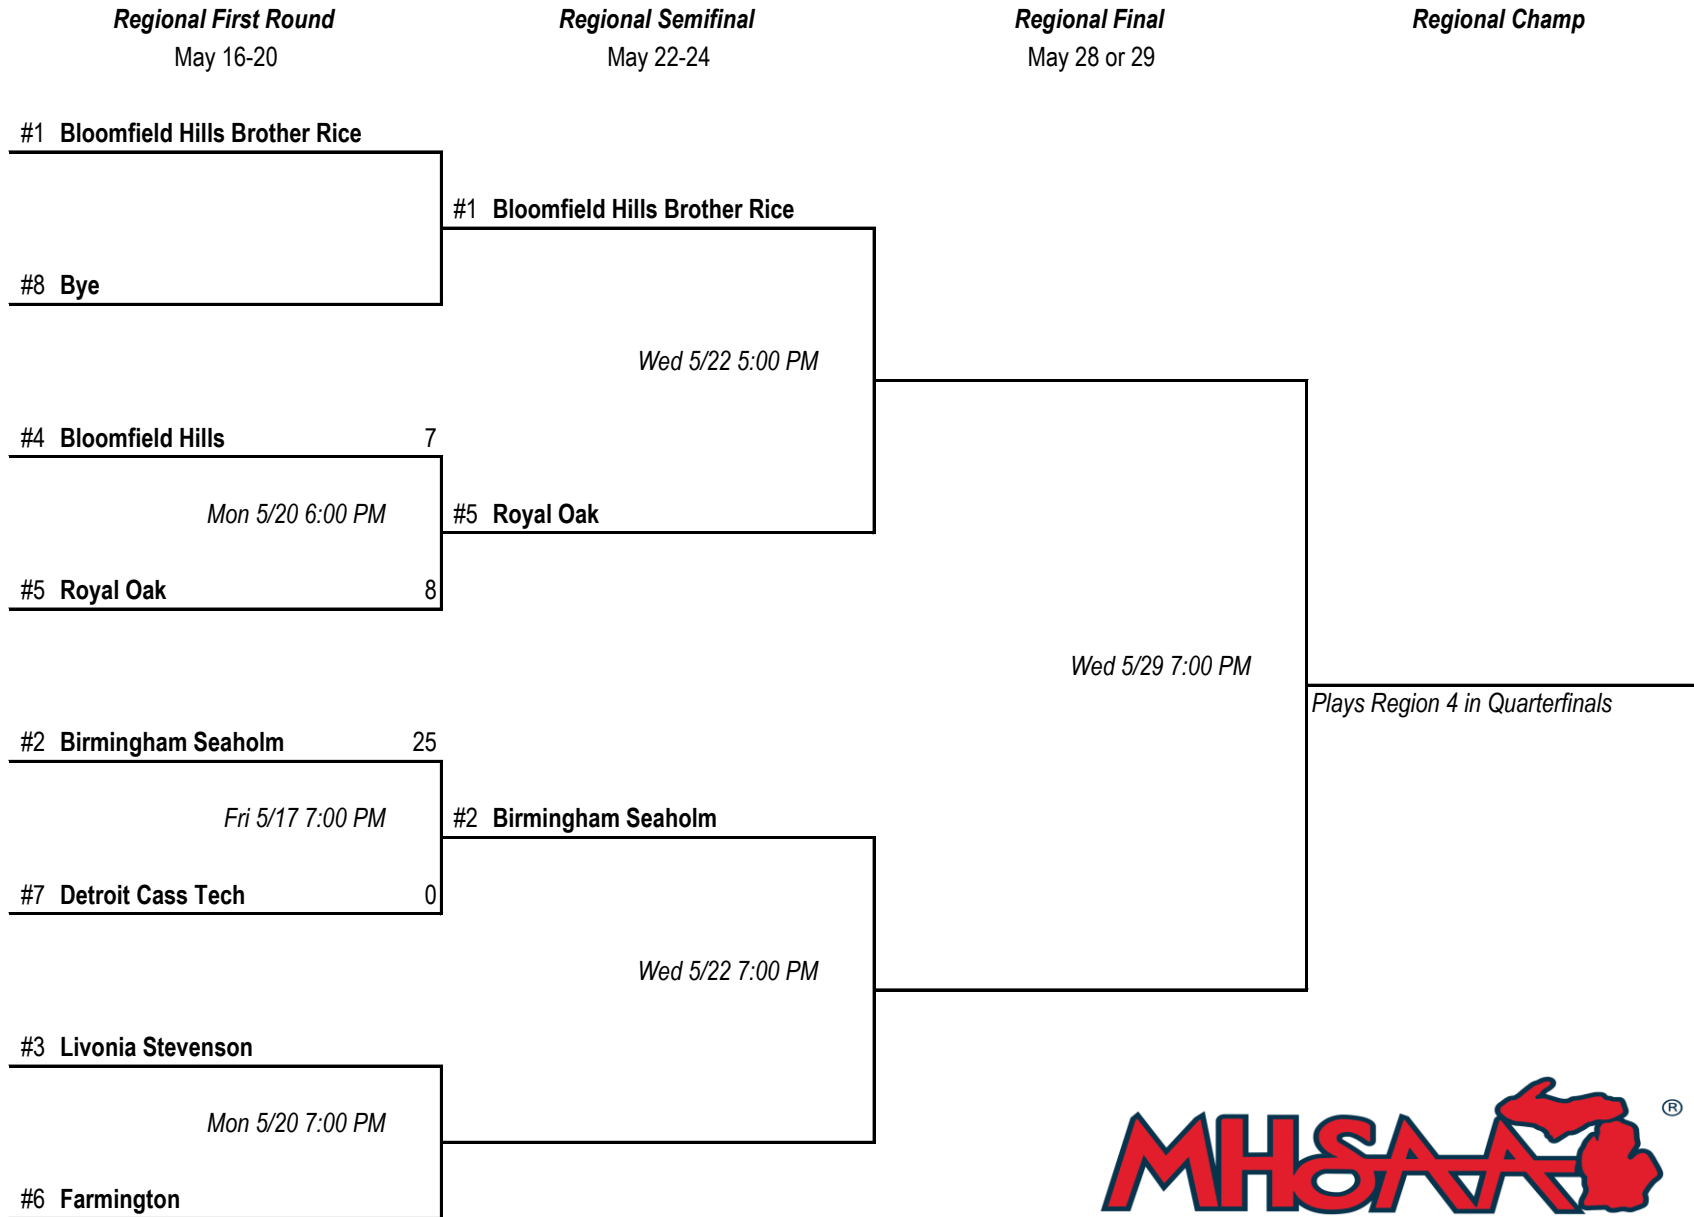 Regional First Round
Regional Semifinal
Regional Final
Regional Champ
May 16-20
May 22-24
May 28 or 29
#1 Bloomfield Hills Brother Rice
#1 Bloomfield Hills Brother Rice
#8 Bye
Wed 5/22 5:00 PM
#4 Bloomfield Hills 7
Mon 5/20 6:00 PM
#5 Royal Oak
#5 Royal Oak 8
Wed 5/29 7:00 PM
Plays Region 4 in Quarterfinals
#2 Birmingham Seaholm 25
Fri 5/17 7:00 PM
#2 Birmingham Seaholm
#7 Detroit Cass Tech 0
Wed 5/22 7:00 PM
#3 Livonia Stevenson
Mon 5/20 7:00 PM
#6 Farmington
MHSAA ®